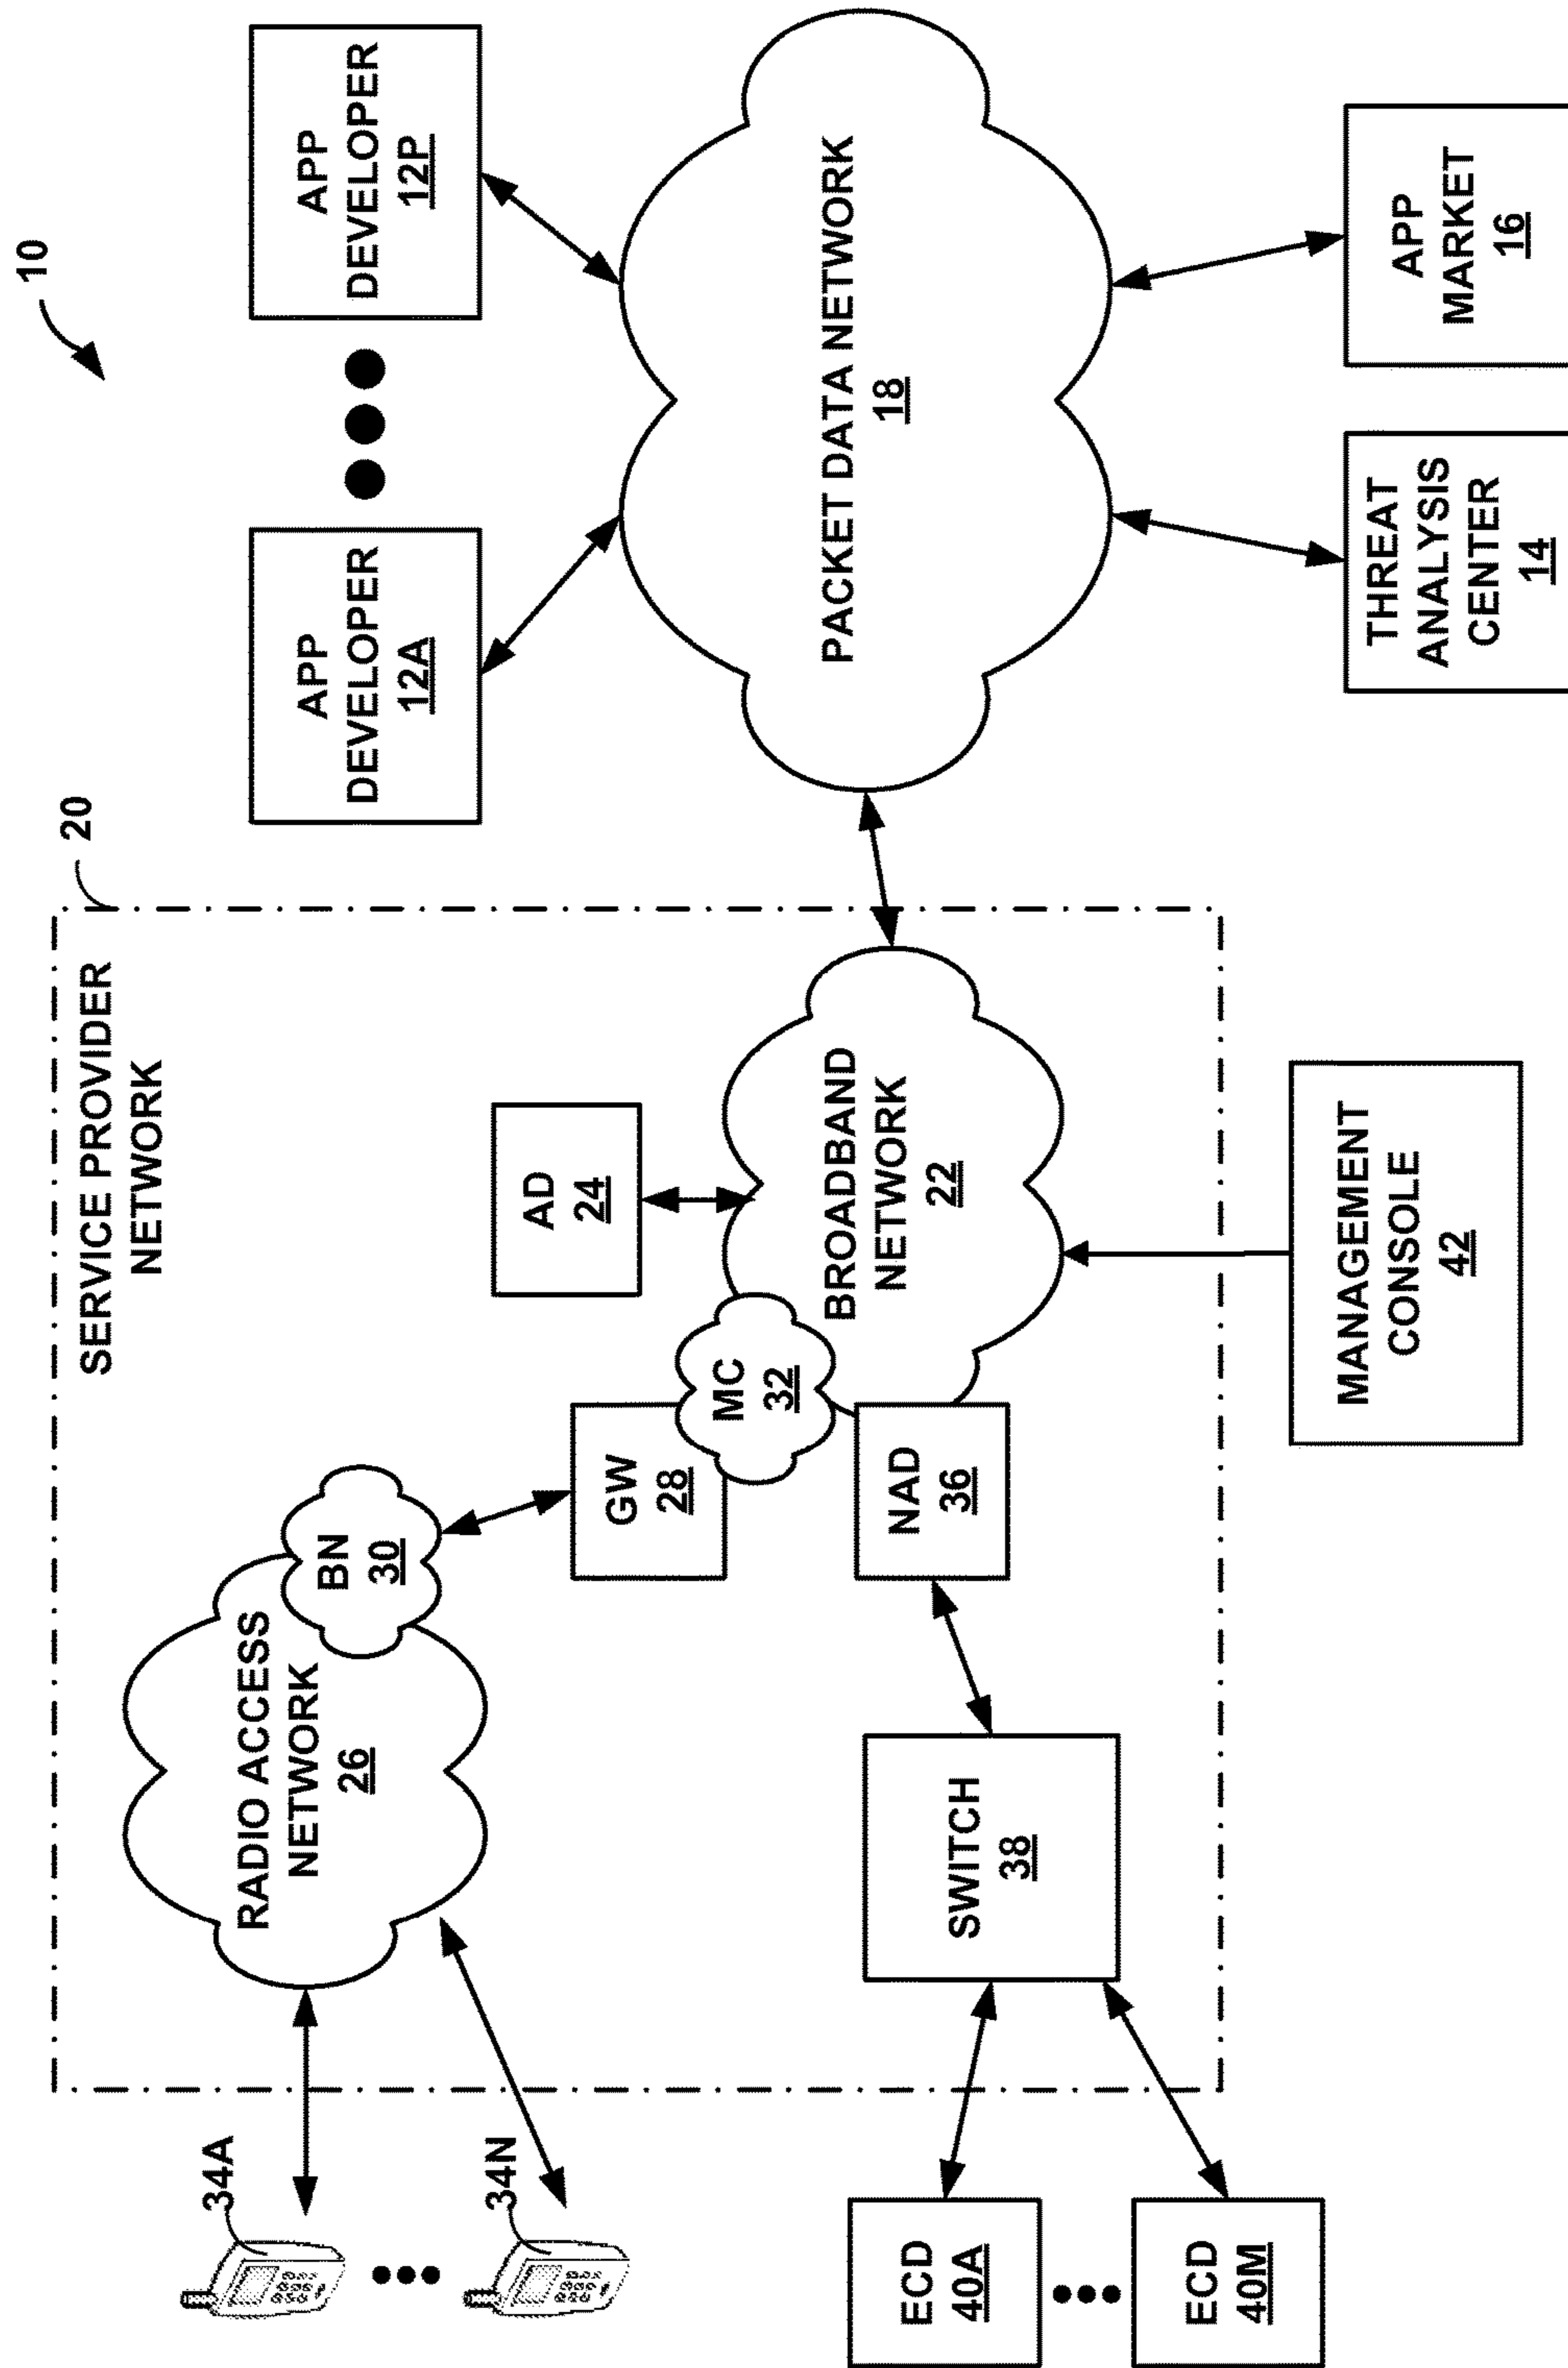 10
20
SERVICE PROVIDER
NETWORK
34A
34N
RADIO ACCESS
NETWORK
26
BN
30
GW
28
MC
32
AD
24
BROADBAND
NETWORK
22
NAD
36
SWITCH
38
ECD
40A
ECD
40M
MANAGEMENT
CONSOLE
42
APP
DEVELOPER
12A
APP
DEVELOPER
12P
PACKET DATA NETWORK
18
THREAT
ANALYSIS
CENTER
14
APP
MARKET
16